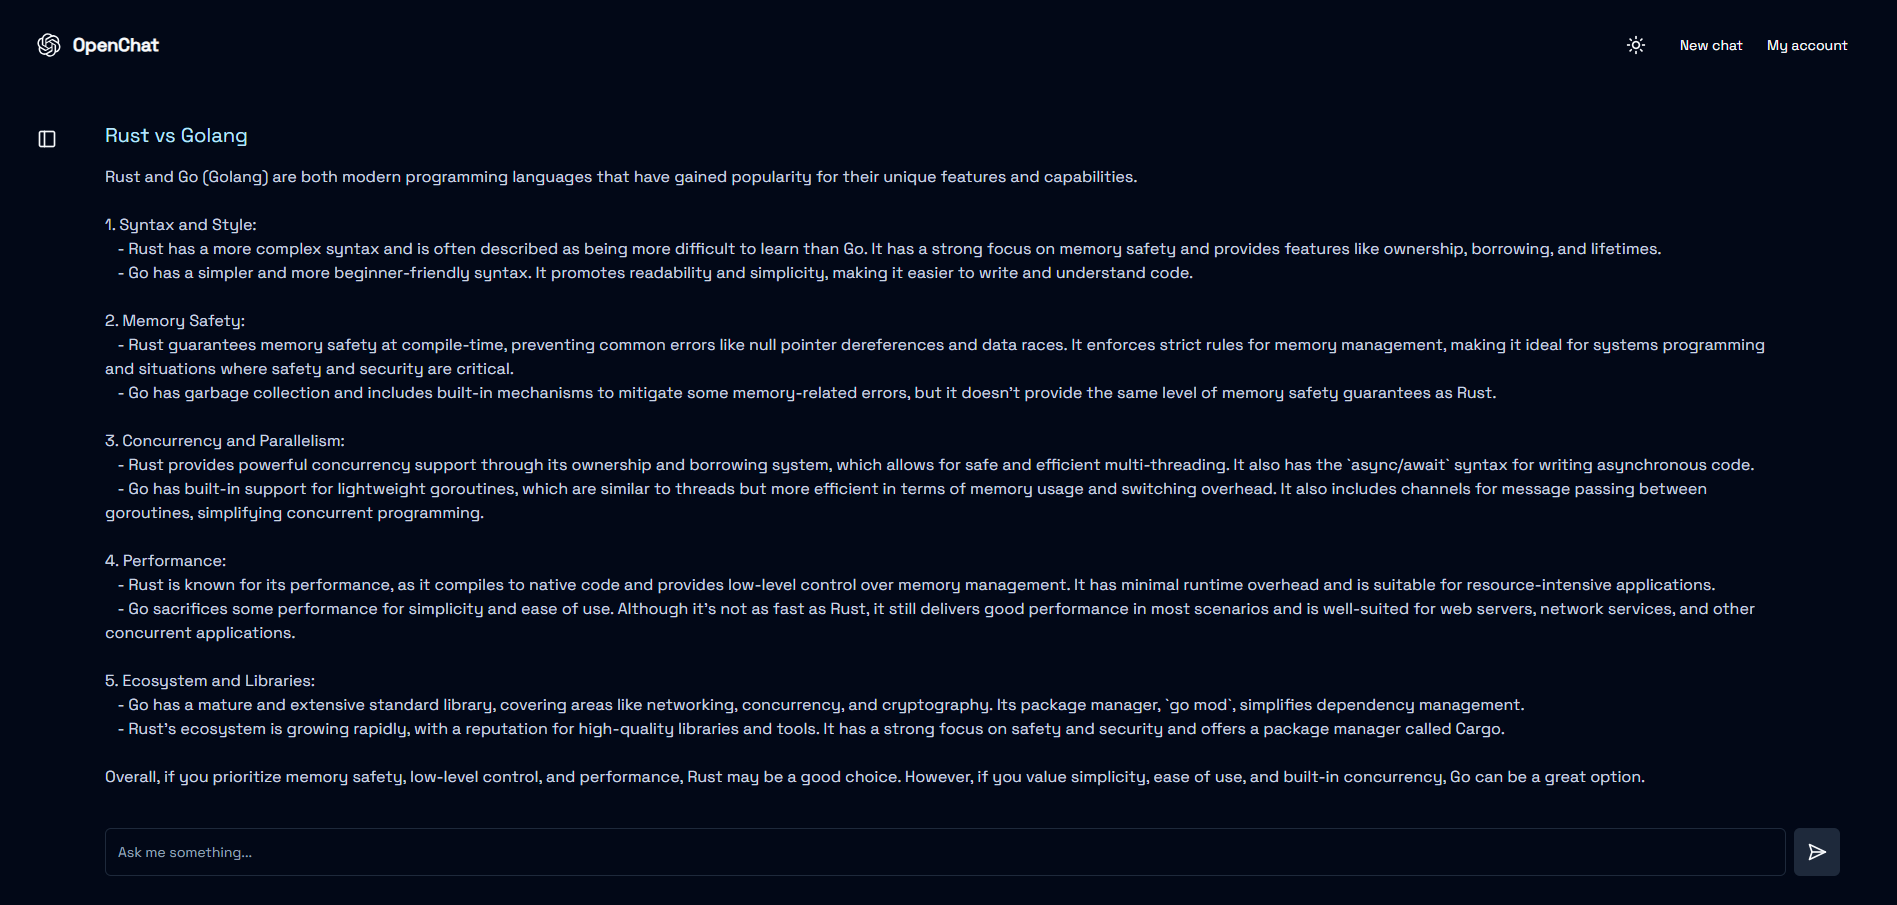 OpenChat
New chat
My account
Rust vs Golang
Rust and Go (Golang) are both modern programming languages that have gained popularity for their unique features and capabilities.
1. Syntax and Style:
- Rust has a more complex syntax and is often described as being more difficult to learn than Go. It has a strong focus on memory safety and provides features like ownership, borrowing, and lifetimes.
- Go has a simpler and more beginner-friendly syntax. It promotes readability and simplicity, making it easier to write and understand code.
2. Memory Safety:
- Rust guarantees memory safety at compile-time, preventing common errors like null pointer dereferences and data races. It enforces strict rules for memory management, making it ideal for systems programming
and situations where safety and security are critical.
- Go has garbage collection and includes built-in mechanisms to mitigate some memory-related errors, but it doesn't provide the same level of memory safety guarantees as Rust.
3. Concurrency and Parallelism:
- Rust provides powerful concurrency support through its ownership and borrowing system, which allows for safe and efficient multi-threading. It also has the `async/await` syntax for writing asynchronous code.
- Go has built-in support for lightweight goroutines, which are similar to threads but more efficient in terms of memory usage and switching overhead. It also includes channels for message passing between
goroutines, simplifying concurrent programming.
4. Performance:
- Rust is known for its performance, as it compiles to native code and provides low-level control over memory management. It has minimal runtime overhead and is suitable for resource-intensive applications.
- Go sacrifices some performance for simplicity and ease of use. Although it's not as fast as Rust, it still delivers good performance in most scenarios and is well-suited for web servers, network services, and other
concurrent applications.
5. Ecosystem and Libraries:
- Go has a mature and extensive standard library, covering areas like networking, concurrency, and cryptography. Its package manager, `go mod`, simplifies dependency management.
- Rust's ecosystem is growing rapidly, with a reputation for high-quality libraries and tools. It has a strong focus on safety and security and offers a package manager called Cargo.
Overall, if you prioritize memory safety, low-level control, and performance, Rust may be a good choice. However, if you value simplicity, ease of use, and built-in concurrency, Go can be a great option.
Ask me something...